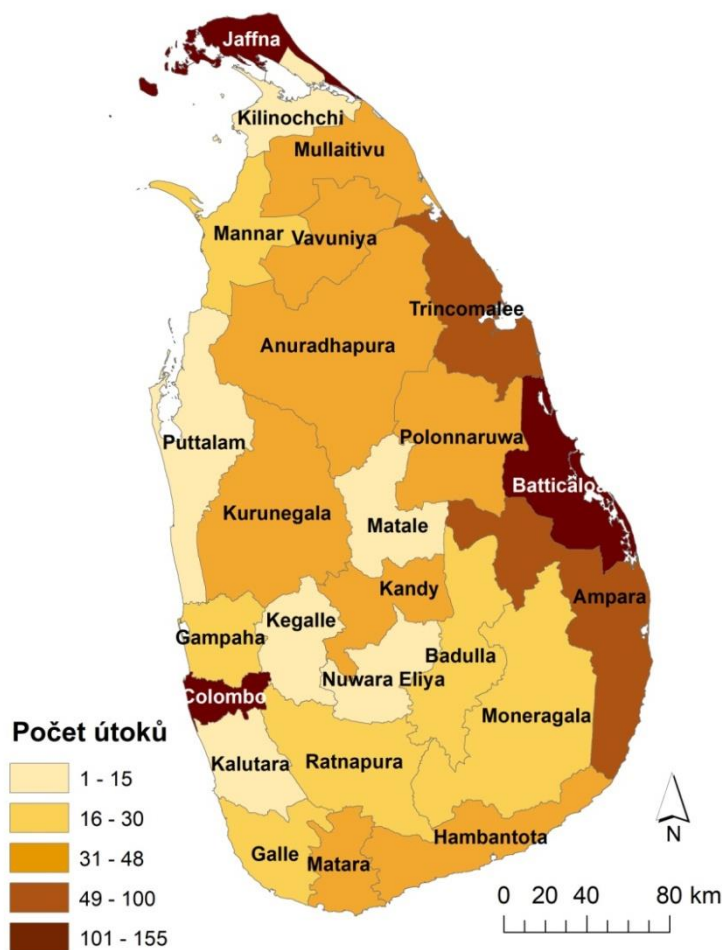 Jaffna
Kilinochchi
Mullaitivu
Mannar
Vavuniya
Trincomalee
Anuradhapura
Puttalam
Polonnaruwa
Batticaloa
Kurunegala
Matale
Kandy
Ampara
Kegalle
Gampaha
Badulla
Nuwara Eliya
Colombo
Moneragala
Počet útoků
Kalutara
Ratnapura
1 - 15
16 - 30
Hambantota
N
31 - 48
Galle
Matara
49 - 100
0 20 40 80 km
101 - 155